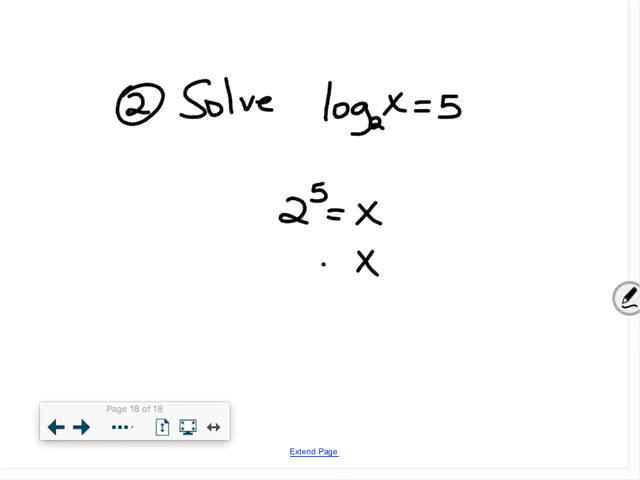 ② Solve log₂x=5
2⁵=x
. x
Page 18 of 18
Extend Page